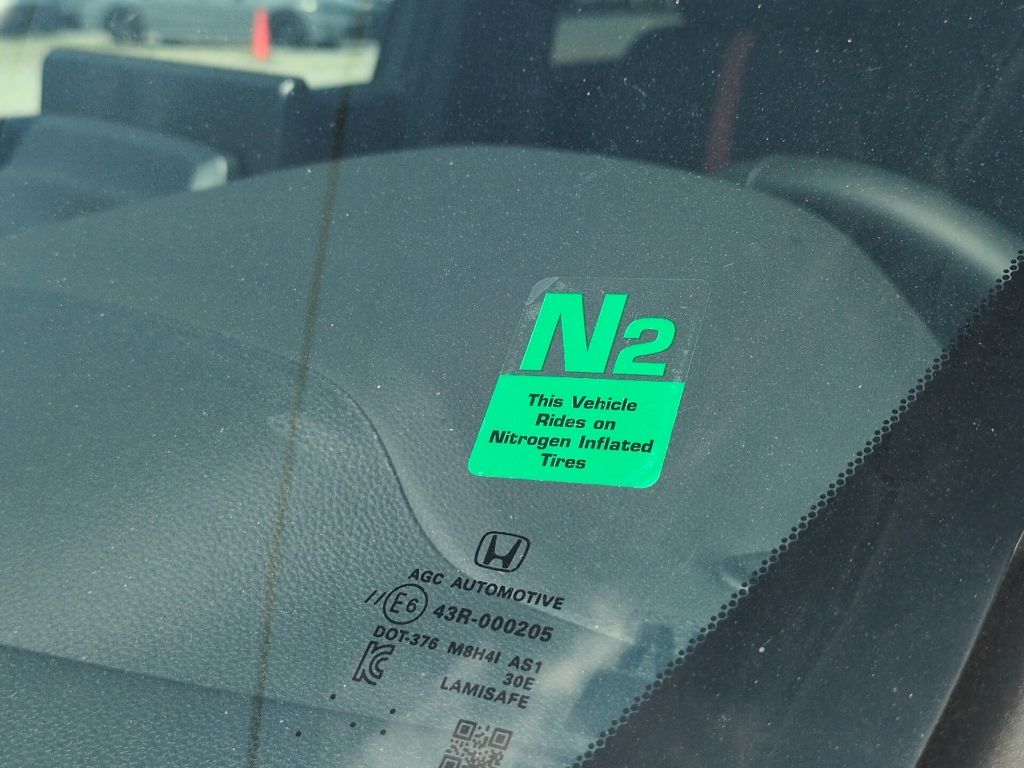 N2
This Vehicle
Rides on
Nitrogen Inflated
Tires
AGC AUTOMOTIVE
//E6 43R-000205
DOT-376 M8H4I AS1
30E
LAMISAFE